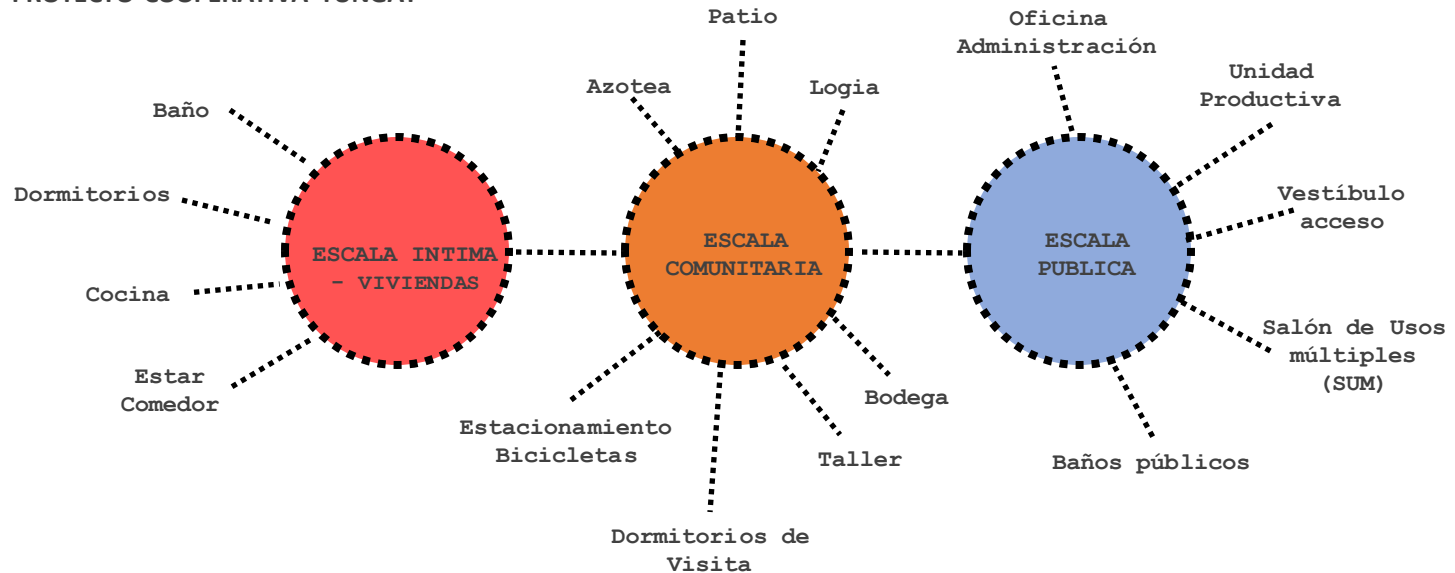 Patio
Oficina
Administración
Azotea
Logia
Unidad
Productiva
Baño
Dormitorios
Vestíbulo
acceso
ESCALA INTIMA
- VIVIENDAS
ESCALA
COMUNITARIA
ESCALA
PUBLICA
Cocina
Salón de Usos
múltiples
(SUM)
Estar
Comedor
Bodega
Estacionamiento
Bicicletas
Taller
Baños públicos
Dormitorios de
Visita